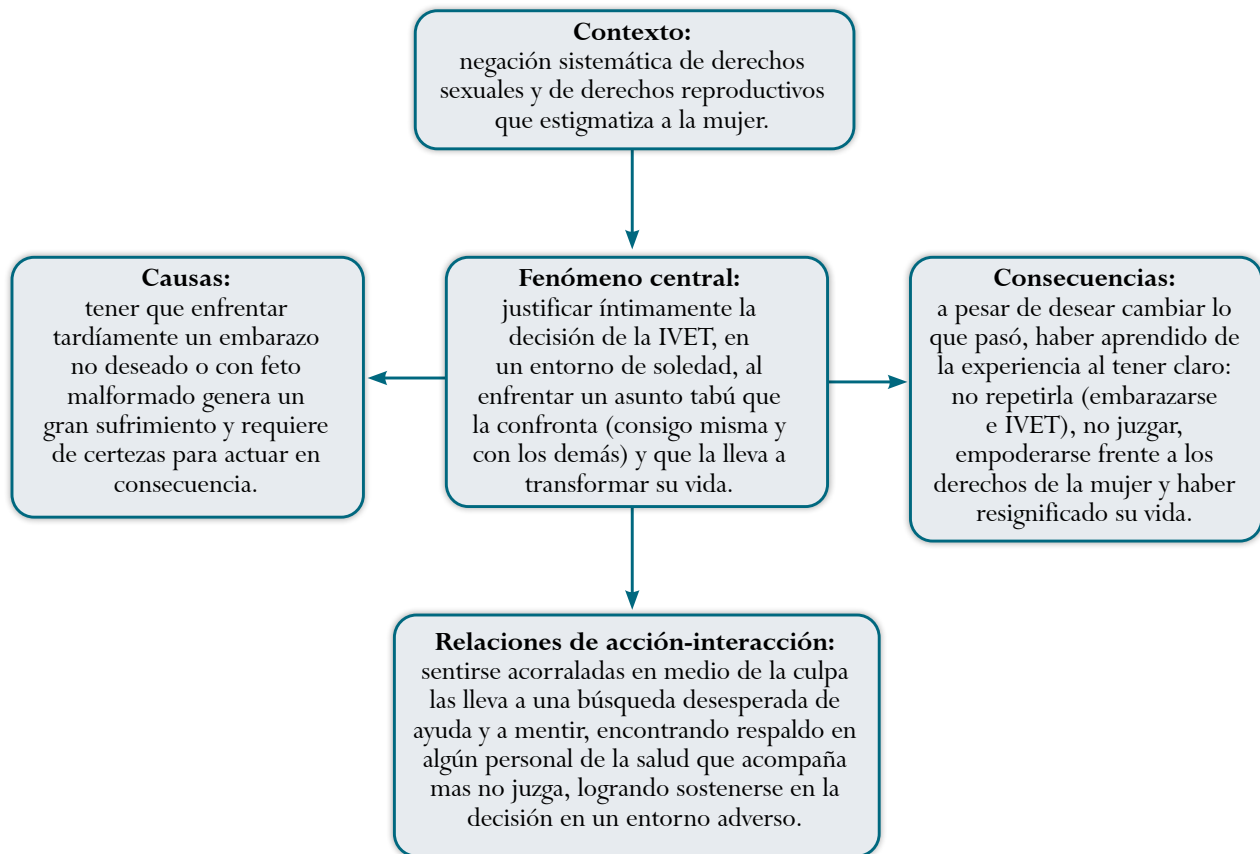 Contexto:
negación sistemática de derechos
sexuales y de derechos reproductivos
que estigmatiza a la mujer.
Causas:
tener que enfrentar
tardíamente un embarazo
no deseado o con feto
malformado genera un
gran sufrimiento y requiere
de certezas para actuar en
consecuencia.
Fenómeno central:
justificar íntimamente la
decisión de la IVET, en
un entorno de soledad, al
enfrentar un asunto tabú que
la confronta (consigo misma y
con los demás) y que la lleva a
transformar su vida.
Consecuencias:
a pesar de desear cambiar lo
que pasó, haber aprendido de
la experiencia al tener claro:
no repetirla (embarazarse
e IVET), no juzgar,
empoderarse frente a los
derechos de la mujer y haber
resignificado su vida.
Relaciones de acción-interacción:
sentirse acorraladas en medio de la culpa
las lleva a una búsqueda desesperada de
ayuda y a mentir, encontrando respaldo en
algún personal de la salud que acompaña
mas no juzga, logrando sostenerse en la
decisión en un entorno adverso.